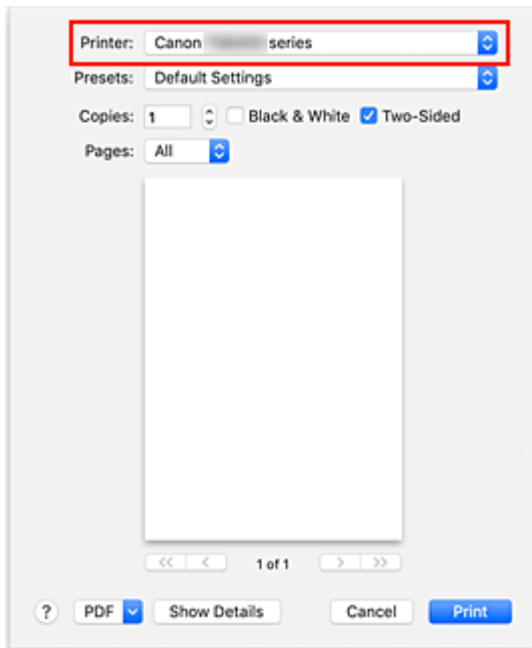 Printer: Canon series
Presets: Default Settings
Copies: 1 Black & White Two-Sided
Pages: All
<< < 1 of 1 > >>
? PDF Show Details Cancel Print